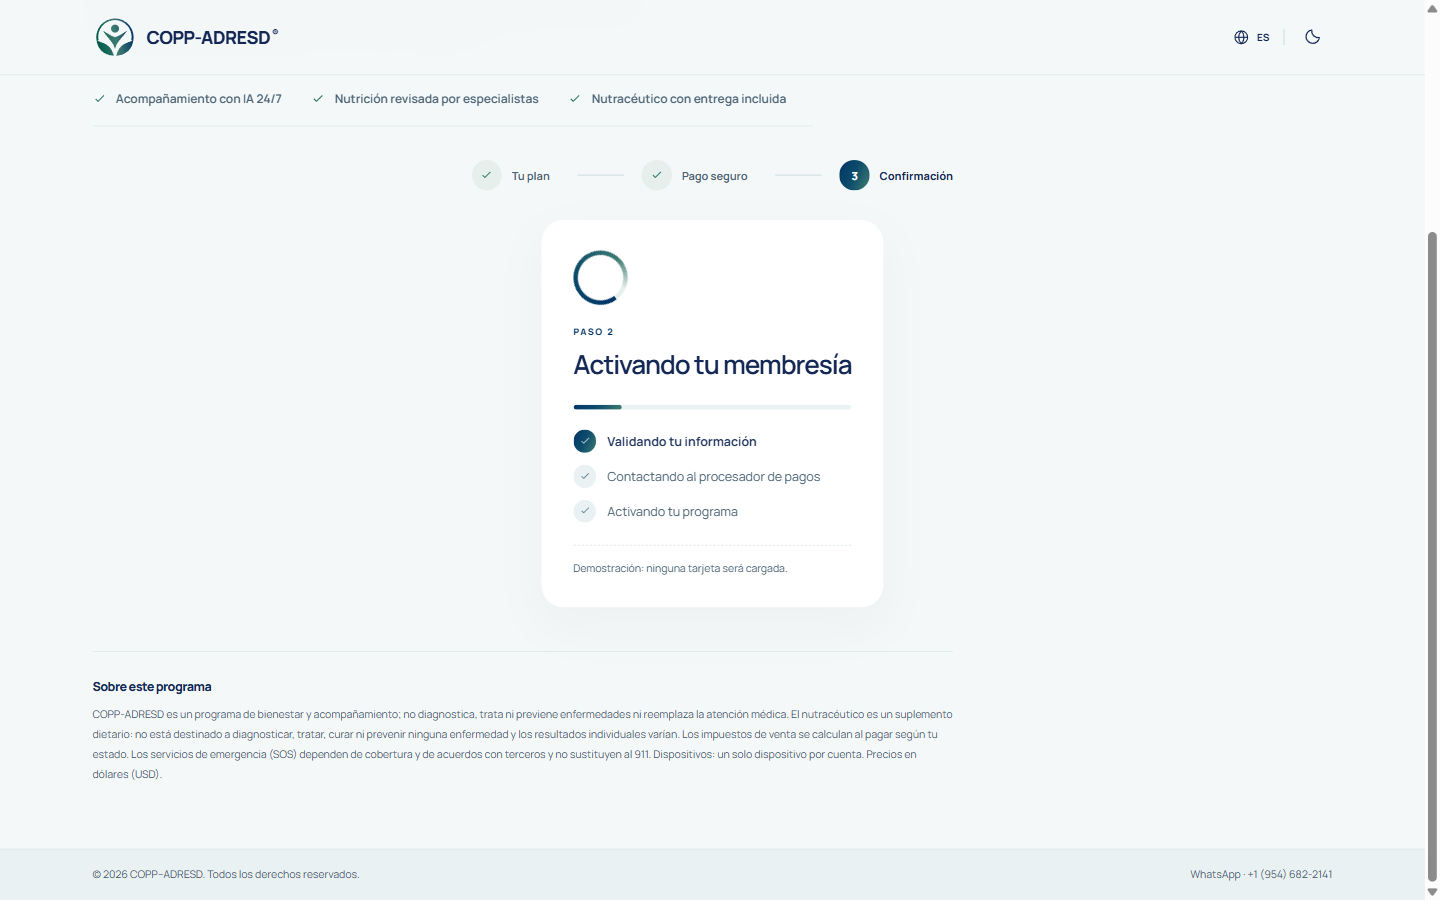 COPP-ADRESD®
ES
Acompañamiento con IA 24/7
Nutrición revisada por especialistas
Nutracéutico con entrega incluida
Tu plan
Pago seguro
3 Confirmación
PASO 2
Activando tu membresía
Validando tu información
Contactando al procesador de pagos
Activando tu programa
Demostración: ninguna tarjeta será cargada.
Sobre este programa
COPP-ADRESD es un programa de bienestar y acompañamiento; no diagnostica, trata ni previene enfermedades ni reemplaza la atención médica. El nutracéutico es un suplemento
dietario: no está destinado a diagnosticar, tratar, curar ni prevenir ninguna enfermedad y los resultados individuales varían. Los impuestos de venta se calculan al pagar según tu
estado. Los servicios de emergencia (SOS) dependen de cobertura y de acuerdos con terceros y no sustituyen al 911. Dispositivos: un solo dispositivo por cuenta. Precios en
dólares (USD).
© 2026 COPP-ADRESD. Todos los derechos reservados.
WhatsApp · +1 (954) 682-2141